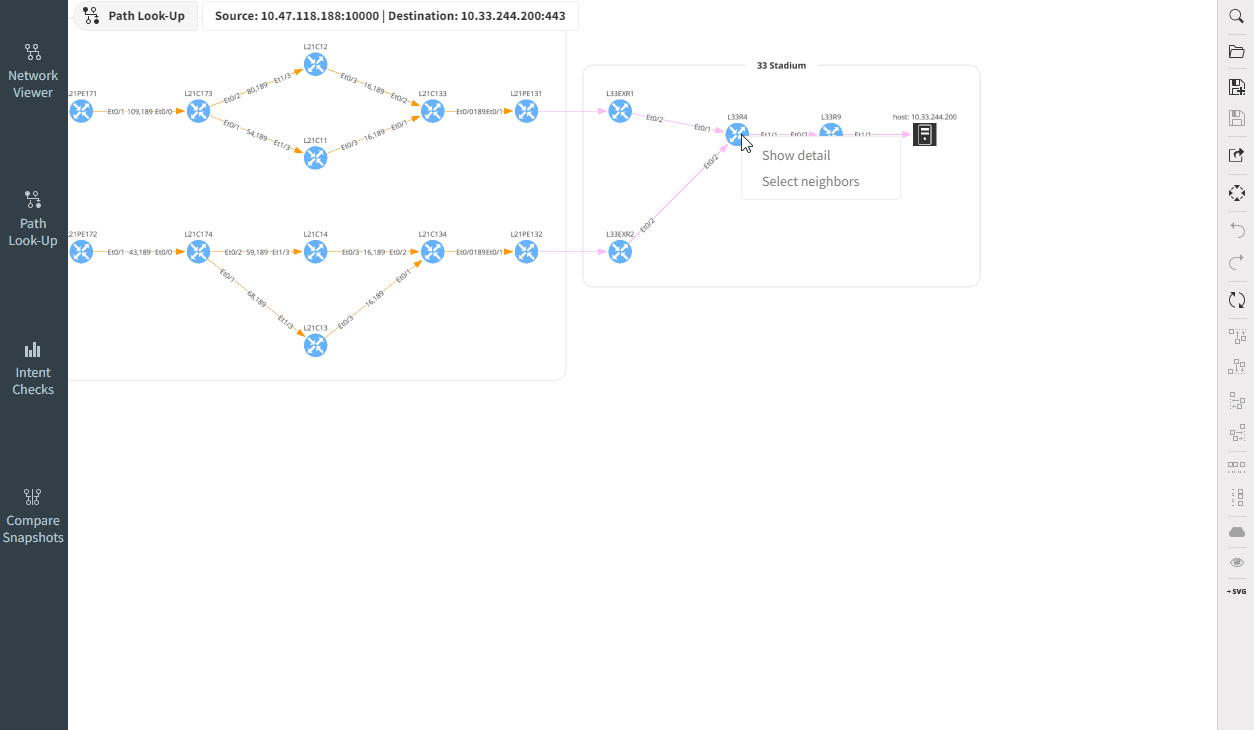 Path Look-Up
Source: 10.47.118.188:10000 | Destination: 10.33.244.200:443
Network
Viewer
Path
Look-Up
Intent
Checks
Compare
Snapshots
L21C12
L21PE171
Et0/1
109,189
Et0/0
L21C173
Et0/2
80,189
Et1/3
Et0/3
16,189
Et0/2
L21C133
Et0/0
189
Et0/1
L21PE131
Et0/1
54,189
Et1/3
L21C11
Et0/3
16,189
Et0/1
L21PE172
Et0/1
43,189
Et0/0
L21C174
Et0/2
59,189
Et1/3
L21C14
Et0/3
16,189
Et0/2
L21C134
Et0/0
189
Et0/1
L21PE132
Et0/1
68,189
Et1/3
L21C13
Et0/3
16,189
Et0/1
33 Stadium
L33EXR1
Et0/2
Et0/1
L33R4
Et1/1
Et0/2
L33R9
Et1/1
host: 10.33.244.200
L33EXR2
Et0/2
Et0/2
Show detail
Select neighbors
→SVG